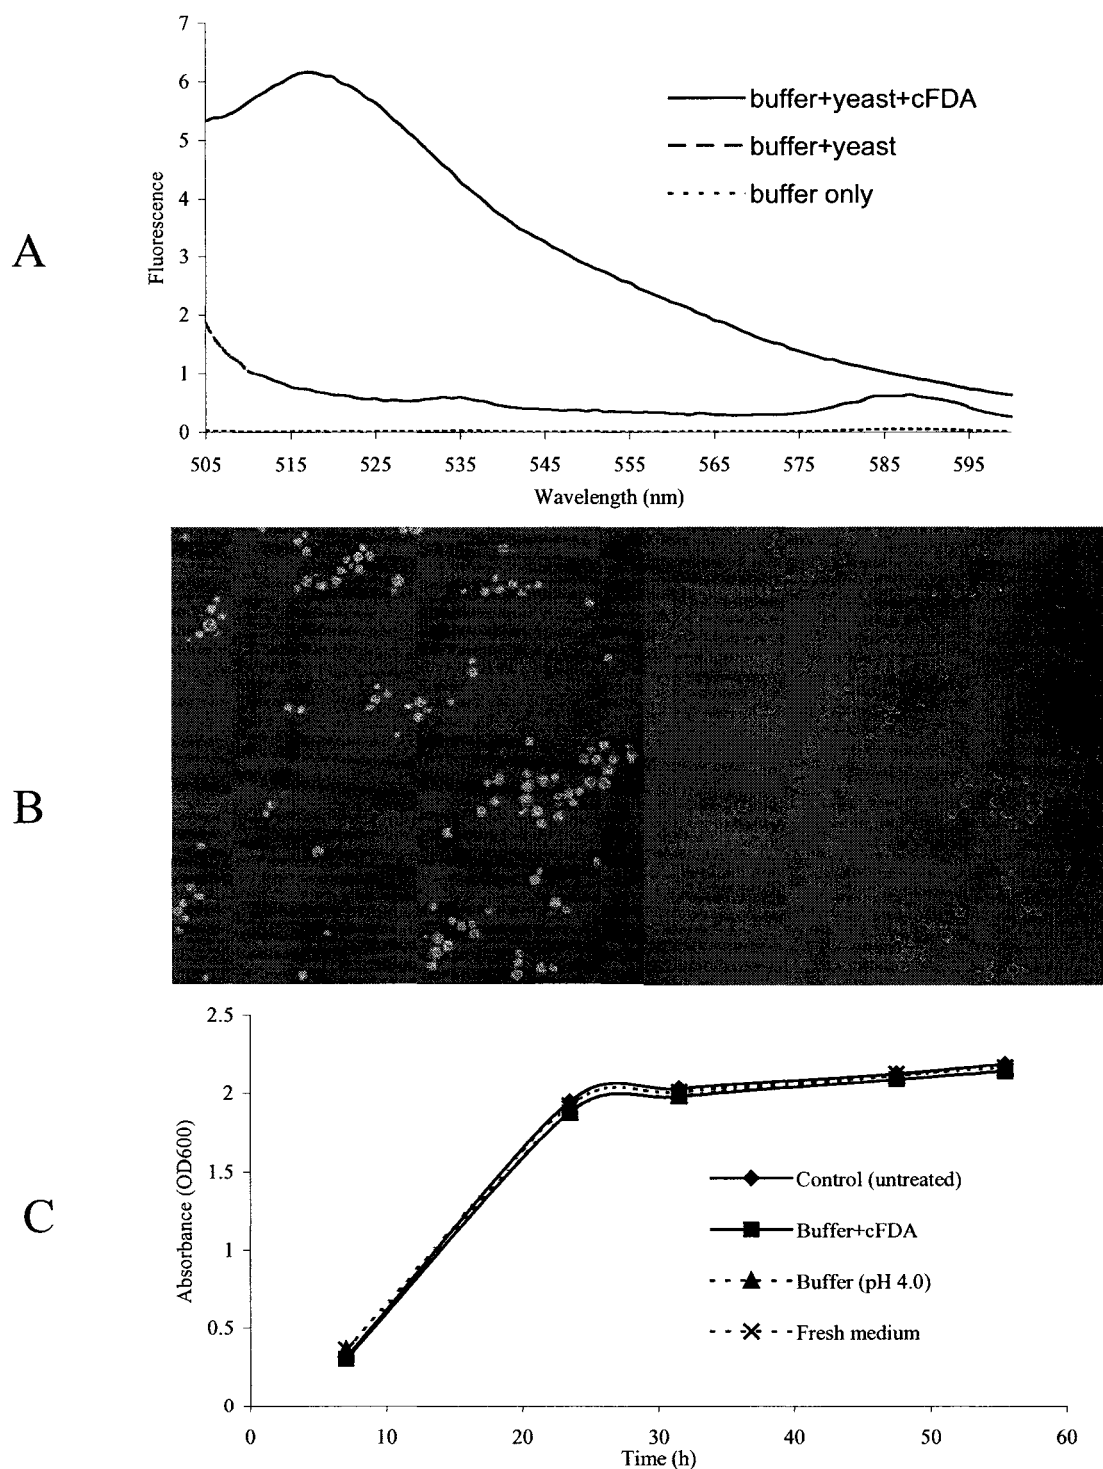 A
7
6
5
4
3
2
1
0
Fluorescence
buffer+yeast+cFDA
buffer+yeast
buffer only
505 515 525 535 545 555 565 575 585 595
Wavelength (nm)
B
C
2.5
2
1.5
1
0.5
0
Absorbance (OD600)
Control (untreated)
Buffer+cFDA
Buffer (pH 4.0)
Fresh medium
0 10 20 30 40 50 60
Time (h)